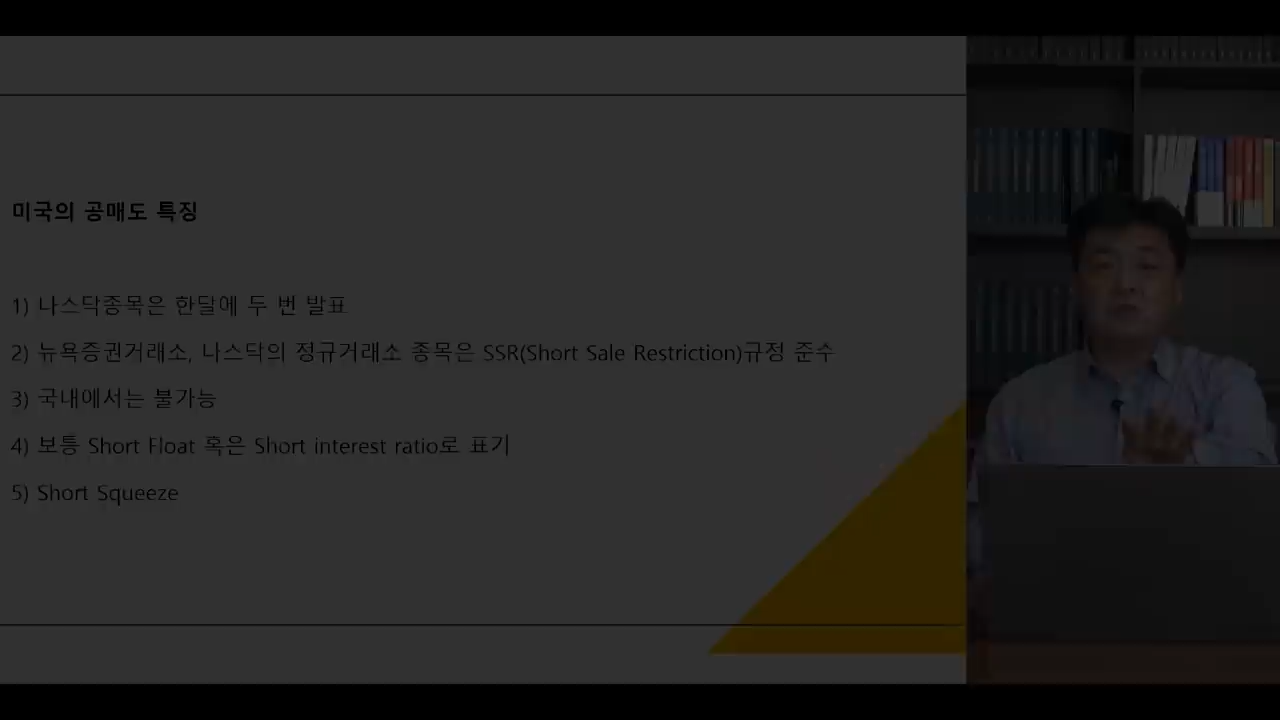 미국의 공매도 특징
1) 나스닥종목은 한달에 두 번 발표
2) 뉴욕증권거래소, 나스닥의 정규거래소 종목은 SSR(Short Sale Restriction)규정 준수
3) 국내에서는 불가능
4) 보통 Short Float 혹은 Short interest ratio로 표기
5) Short Squeeze